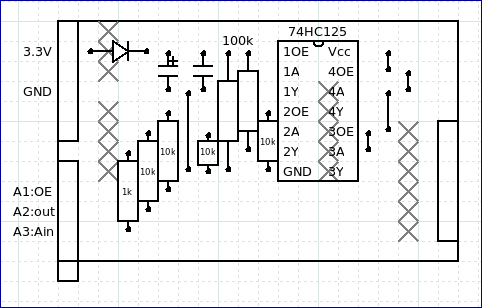 74HC125
100k
3.3V
GND
A1:OE
A2:out
A3:Ain
1k
10k
10k
10k
10k
1OE Vcc
1A 4OE
1Y 4A
2OE 4Y
2A 3OE
2Y 3A
GND 3Y